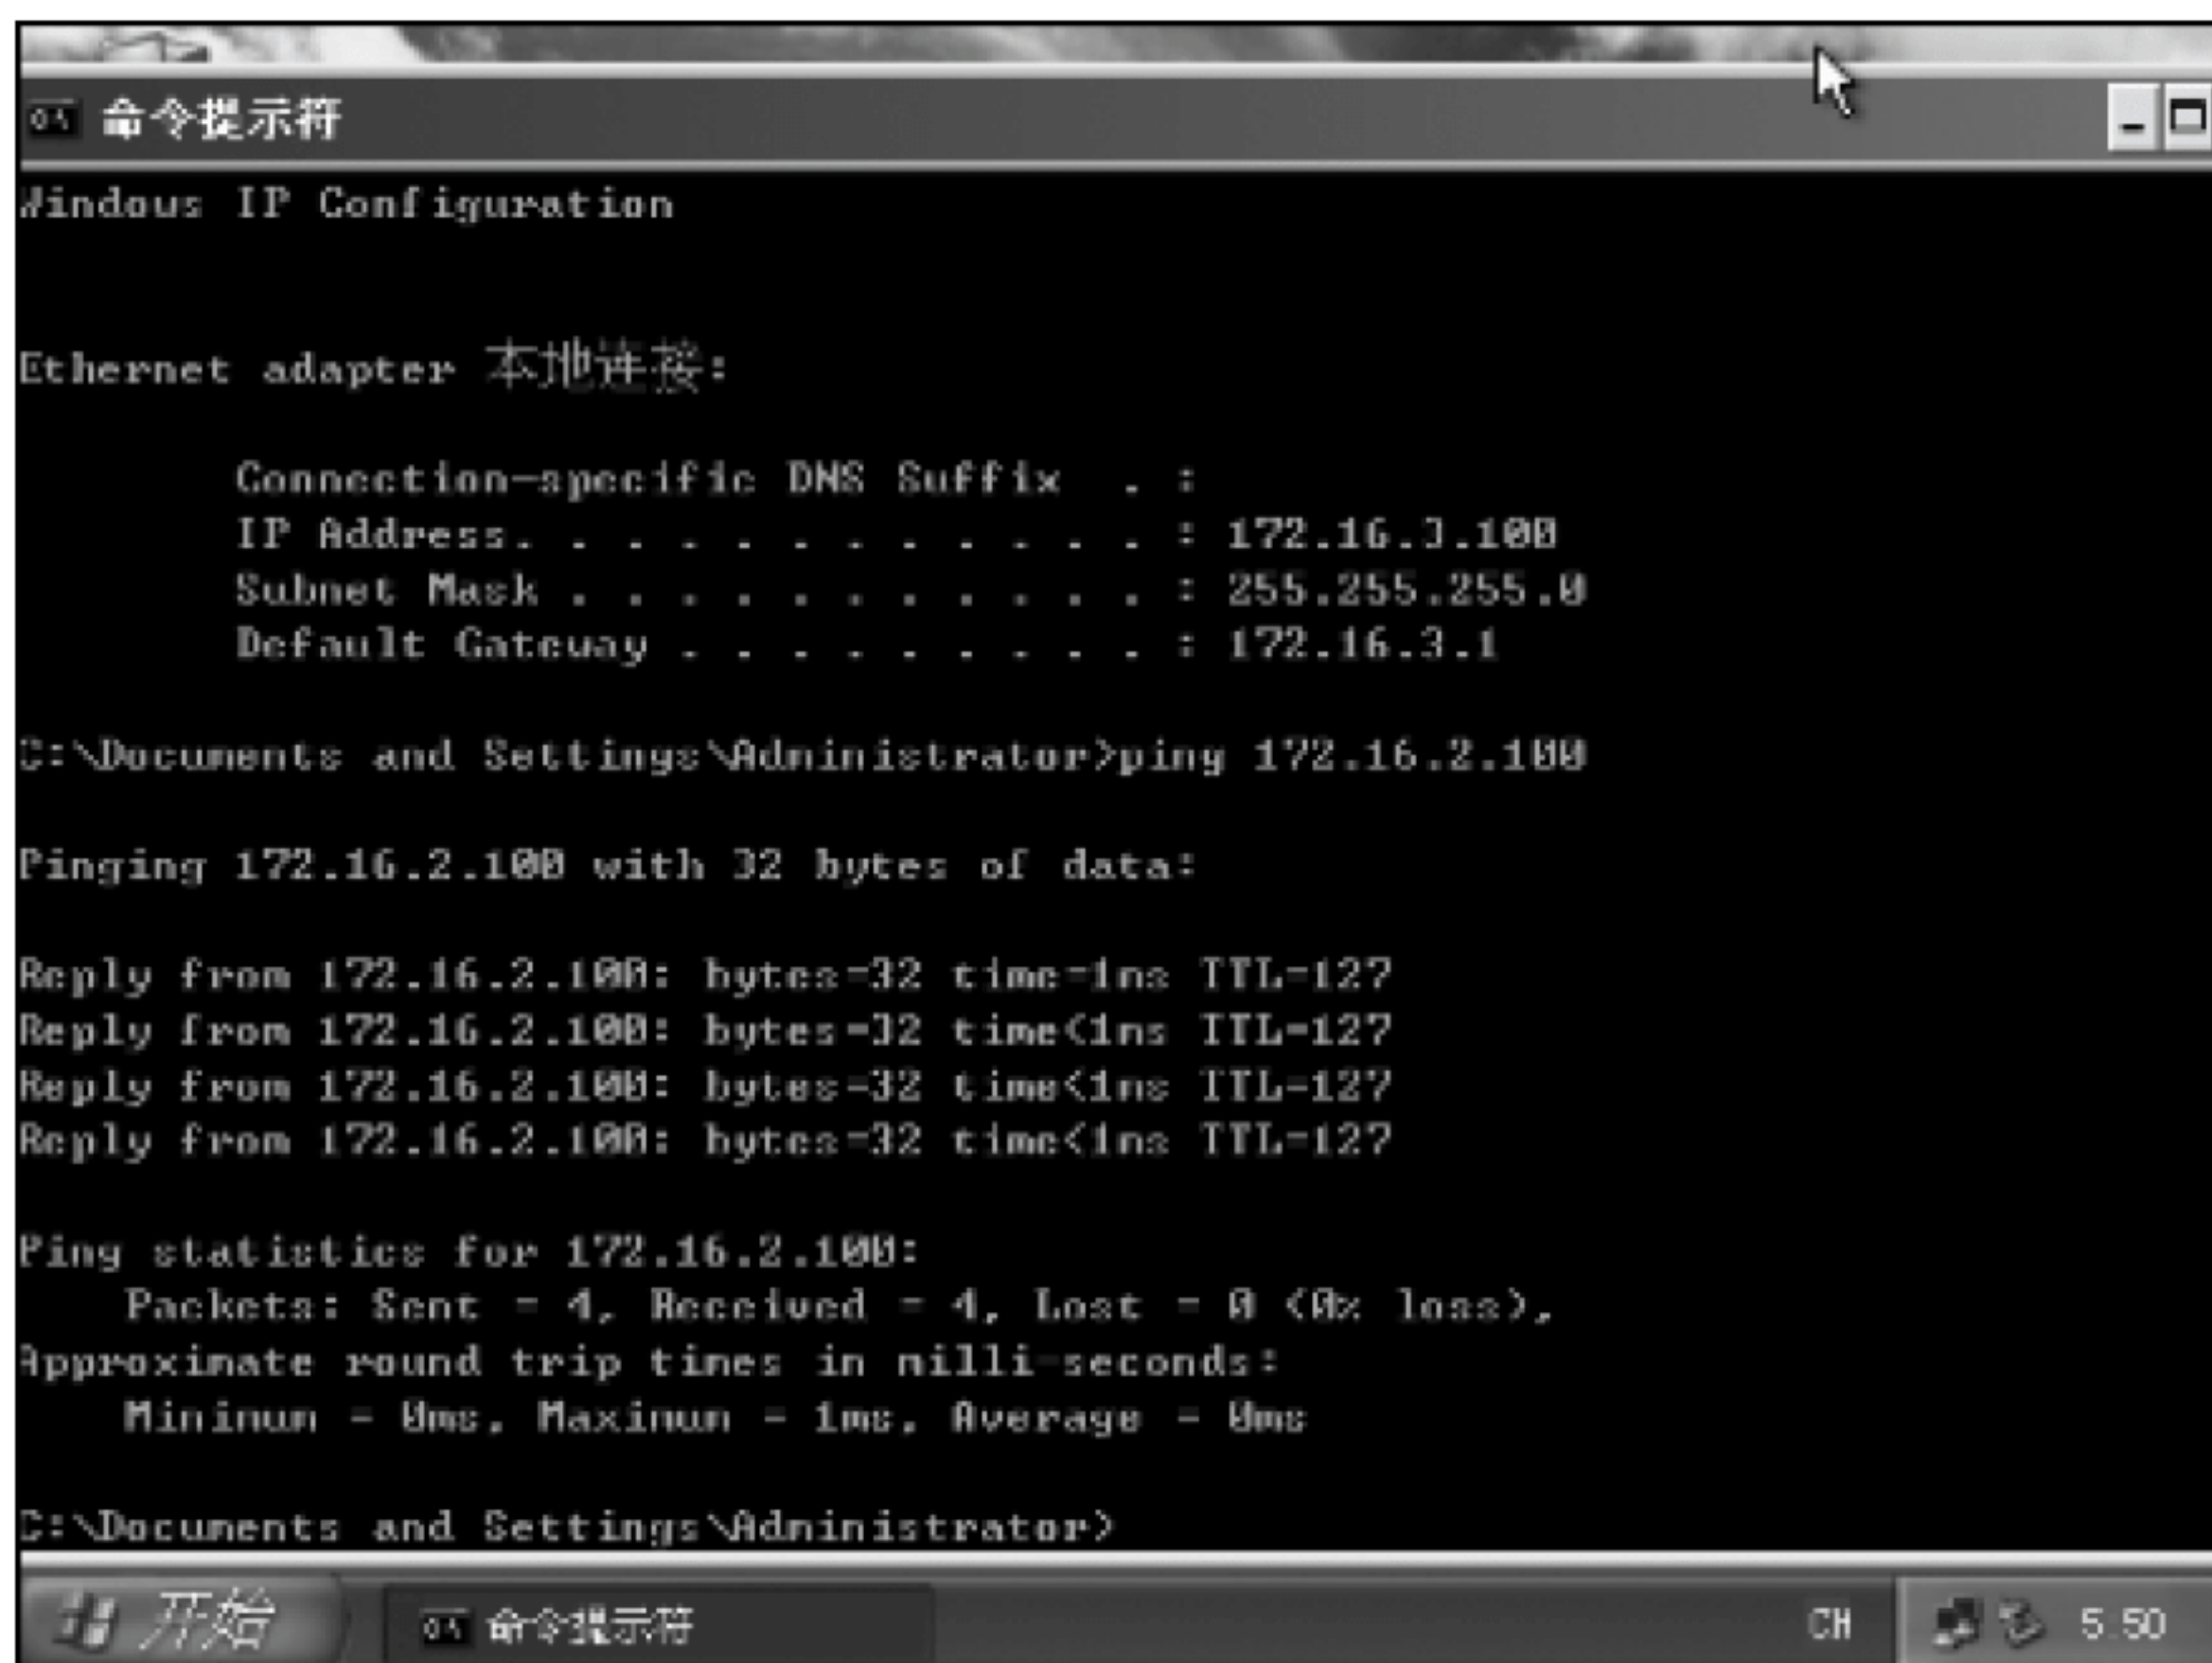 命令提示符
Windows IP Configuration
Ethernet adapter 本地连接:
Connection-specific DNS Suffix  . :
IP Address. . . . . . . . . . . . : 172.16.3.100
Subnet Mask . . . . . . . . . . . : 255.255.255.0
Default Gateway . . . . . . . . . : 172.16.3.1
C:\Documents and Settings\Administrator>ping 172.16.2.100
Pinging 172.16.2.100 with 32 bytes of data:
Reply from 172.16.2.100: bytes=32 time=1ms TTL=127
Reply from 172.16.2.100: bytes=32 time<1ms TTL=127
Reply from 172.16.2.100: bytes=32 time<1ms TTL=127
Reply from 172.16.2.100: bytes=32 time<1ms TTL=127
Ping statistics for 172.16.2.100:
Packets: Sent = 4, Received = 4, Lost = 0 (0% loss),
Approximate round trip times in milli-seconds:
Minimum = 0ms, Maximum = 1ms, Average = 0ms
C:\Documents and Settings\Administrator>
开始 命令提示符 CH 5:50